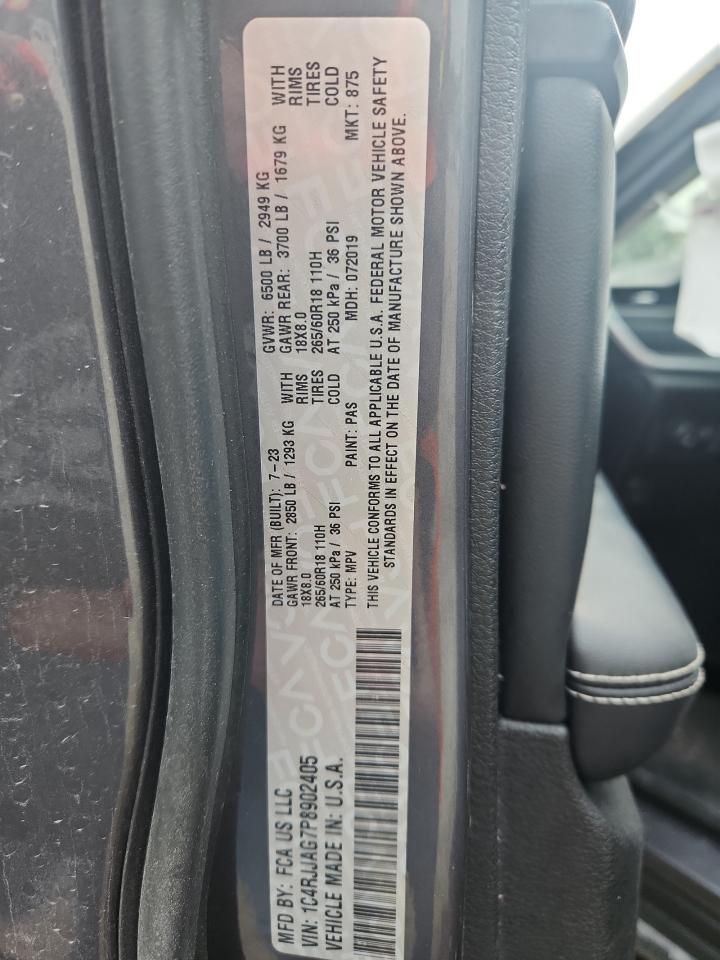 MFD BY: FCA US LLC
DATE OF MFR (BUILT): 7-23
GVWR: 6500 LB / 2949 KG
VIN: 1C4RJJAG7P8902405
GAWR FRONT: 2850 LB / 1293 KG WITH
GAWR REAR: 3700 LB / 1679 KG WITH
18X8.0 RIMS
18X8.0 RIMS
VEHICLE MADE IN: U.S.A.
265/60R18 110H TIRES
265/60R18 110H TIRES
AT 250 kPa / 36 PSI COLD
AT 250 kPa / 36 PSI COLD
TYPE: MPV PAINT: PAS MDH: 072019 MKT: 875
THIS VEHICLE CONFORMS TO ALL APPLICABLE U.S.A. FEDERAL MOTOR VEHICLE SAFETY
STANDARDS IN EFFECT ON THE DATE OF MANUFACTURE SHOWN ABOVE.